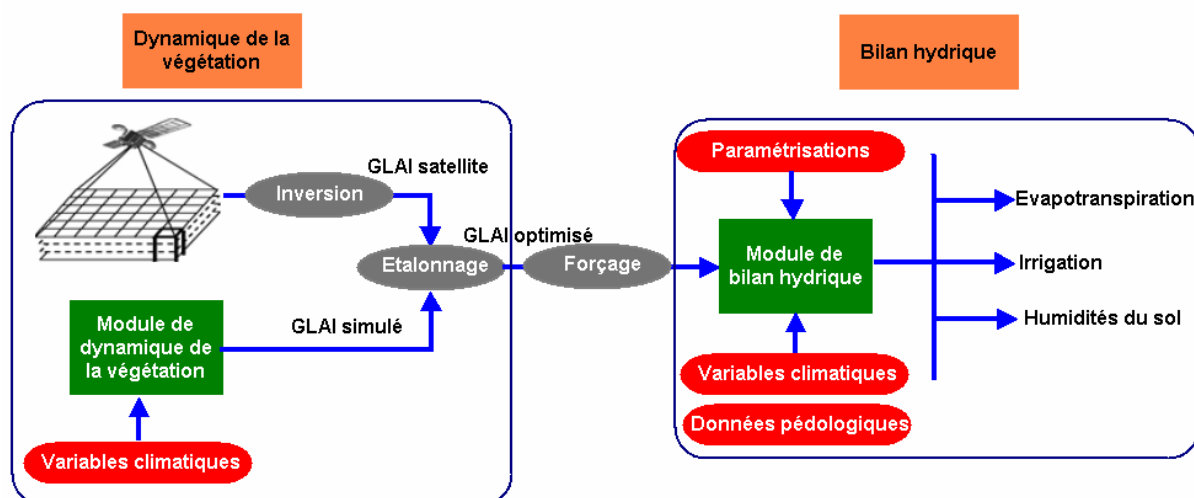 Dynamique de la
végétation
Bilan hydrique
GLAI satellite
Inversion
GLAI optimisé
Etalonnage
Forçage
GLAI simulé
Module de
dynamique de
la végétation
Variables climatiques
Paramétrisations
Module de
bilan hydrique
Variables climatiques
Données pédologiques
Evapotranspiration
Irrigation
Humidités du sol